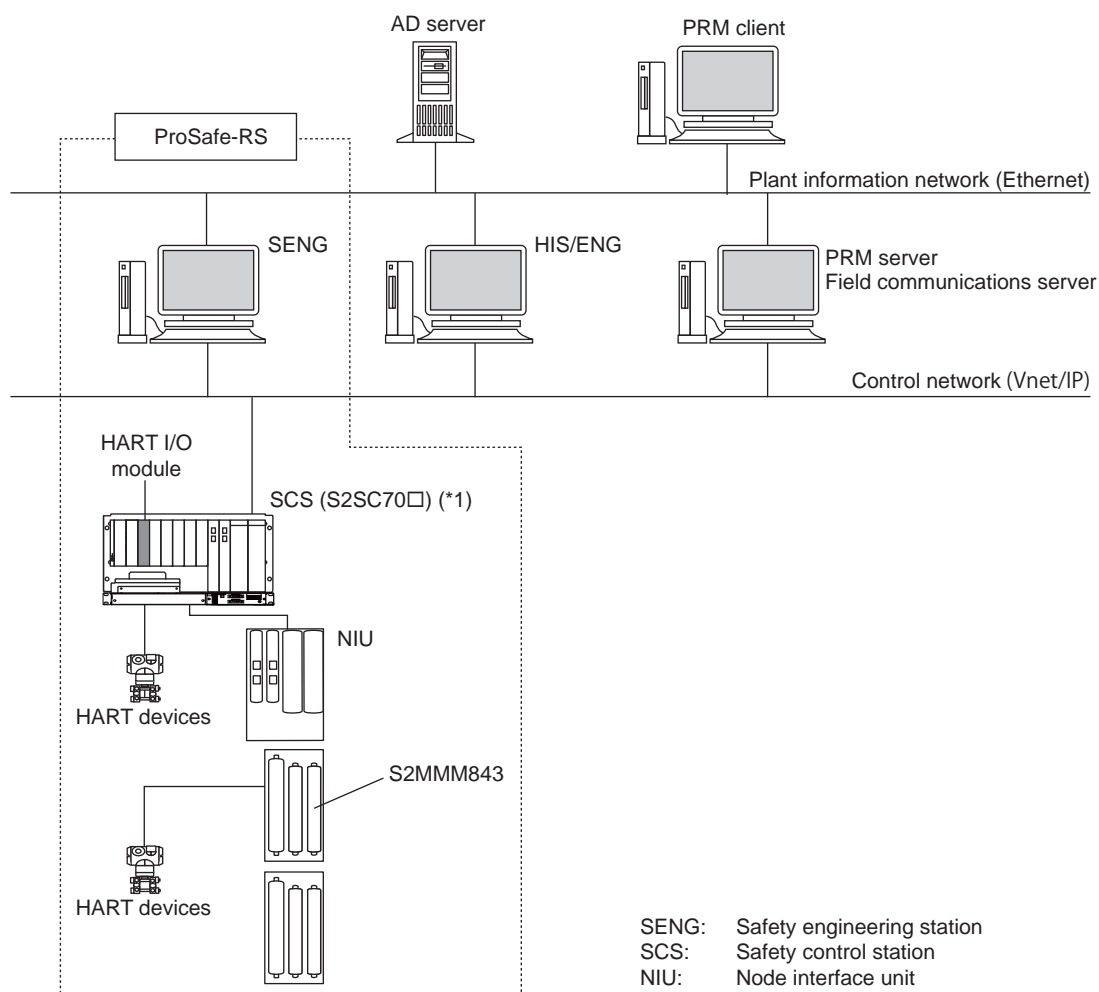 AD server
PRM client
ProSafe-RS
Plant information network (Ethernet)
SENG
HIS/ENG
PRM server
Field communications server
Control network (Vnet/IP)
HART I/O
module
SCS (S2SC70□) (*1)
NIU
HART devices
S2MMM843
HART devices
SENG: Safety engineering station
SCS: Safety control station
NIU: Node interface unit